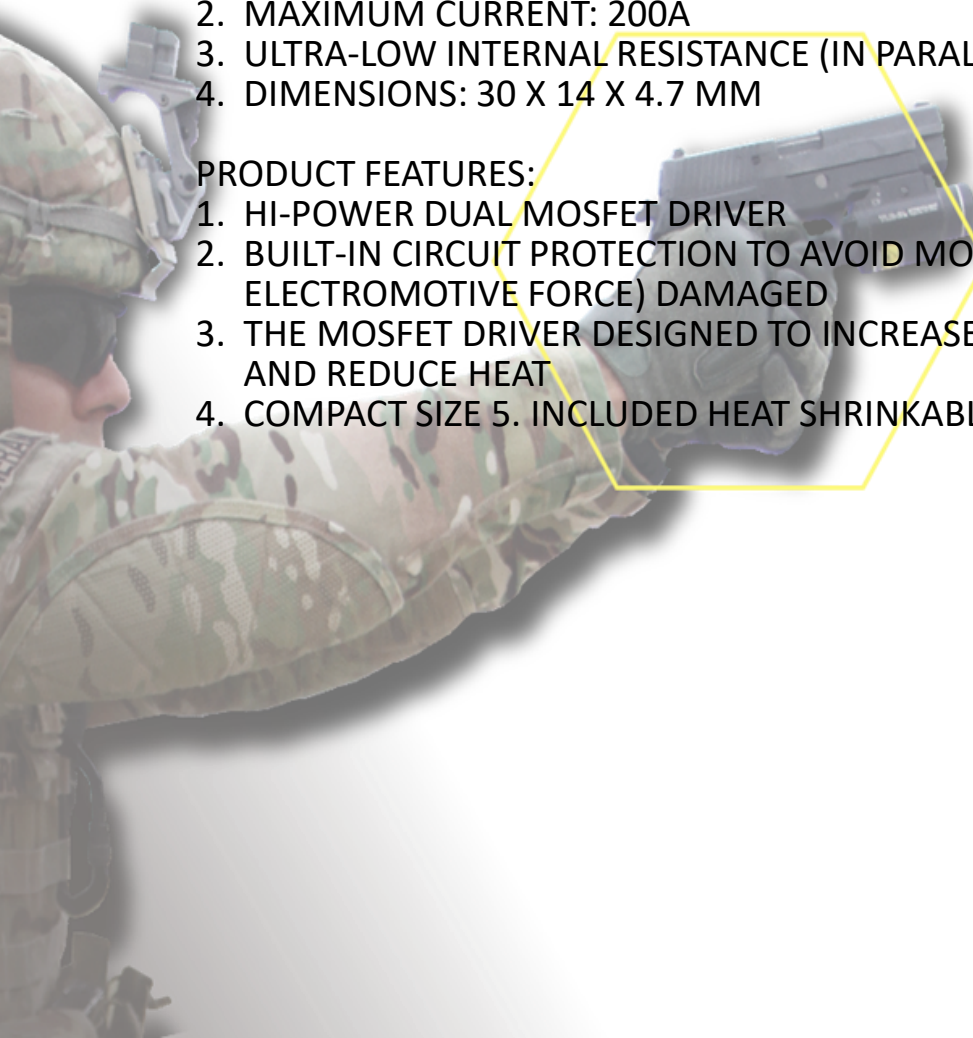 2. MAXIMUM CURRENT: 200A
3. ULTRA-LOW INTERNAL RESISTANCE (IN PARAL
4. DIMENSIONS: 30 X 14 X 4.7 MM
PRODUCT FEATURES:
1. HI-POWER DUAL MOSFET DRIVER
2. BUILT-IN CIRCUIT PROTECTION TO AVOID MO
ELECTROMOTIVE FORCE) DAMAGED
3. THE MOSFET DRIVER DESIGNED TO INCREASE
AND REDUCE HEAT
4. COMPACT SIZE 5. INCLUDED HEAT SHRINKABL